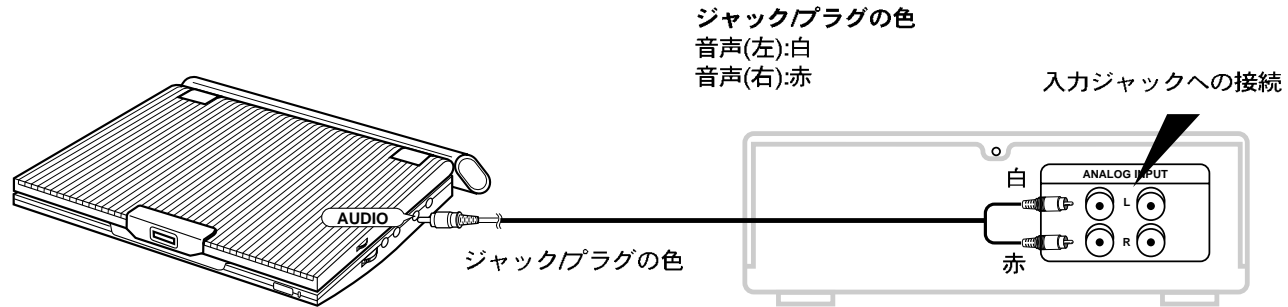 ジャック/プラグの色
音声(左):白
音声(右):赤
入力ジャックへの接続
白
ANALOG INPUT
L
AUDIO
R
ジャック/プラグの色
赤